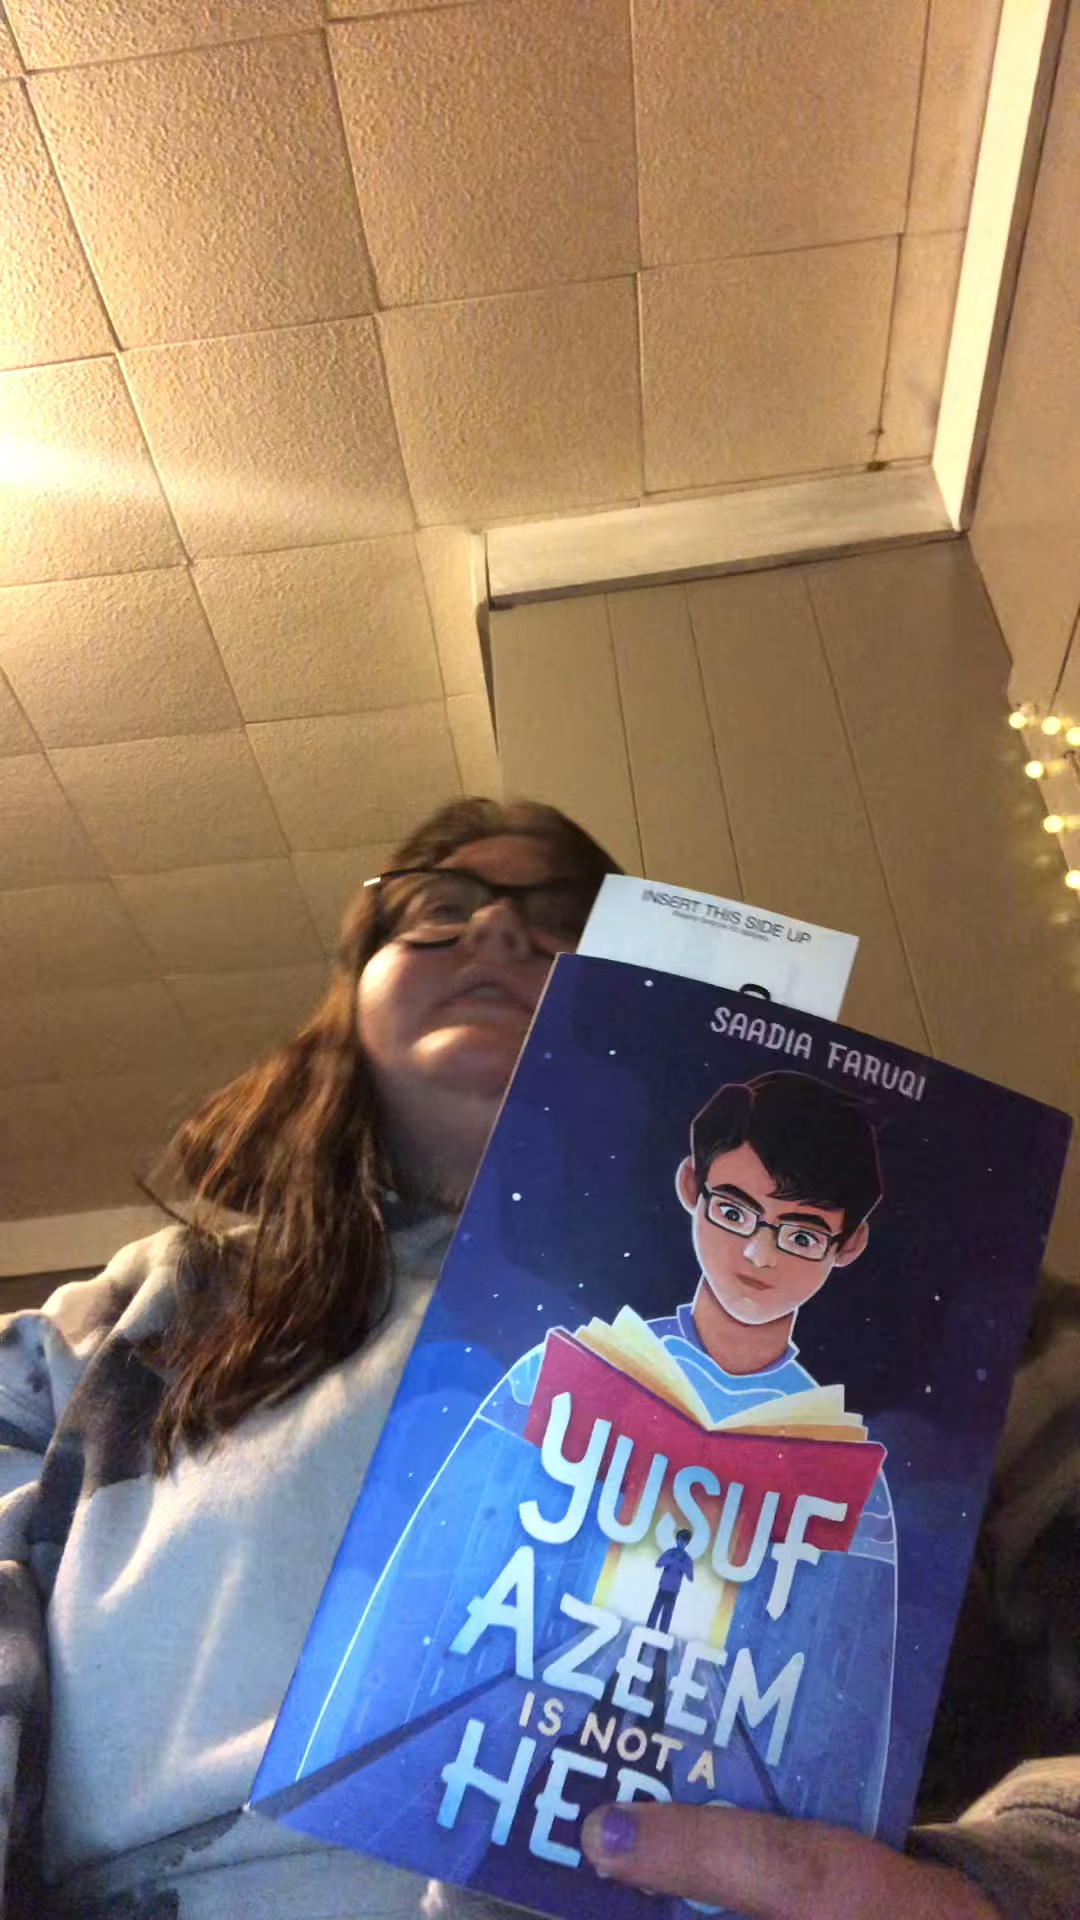 INSERT THIS SIDE UP
SAADIA FARUQI
YUSUF
AZEEM
IS NOT A
HERO